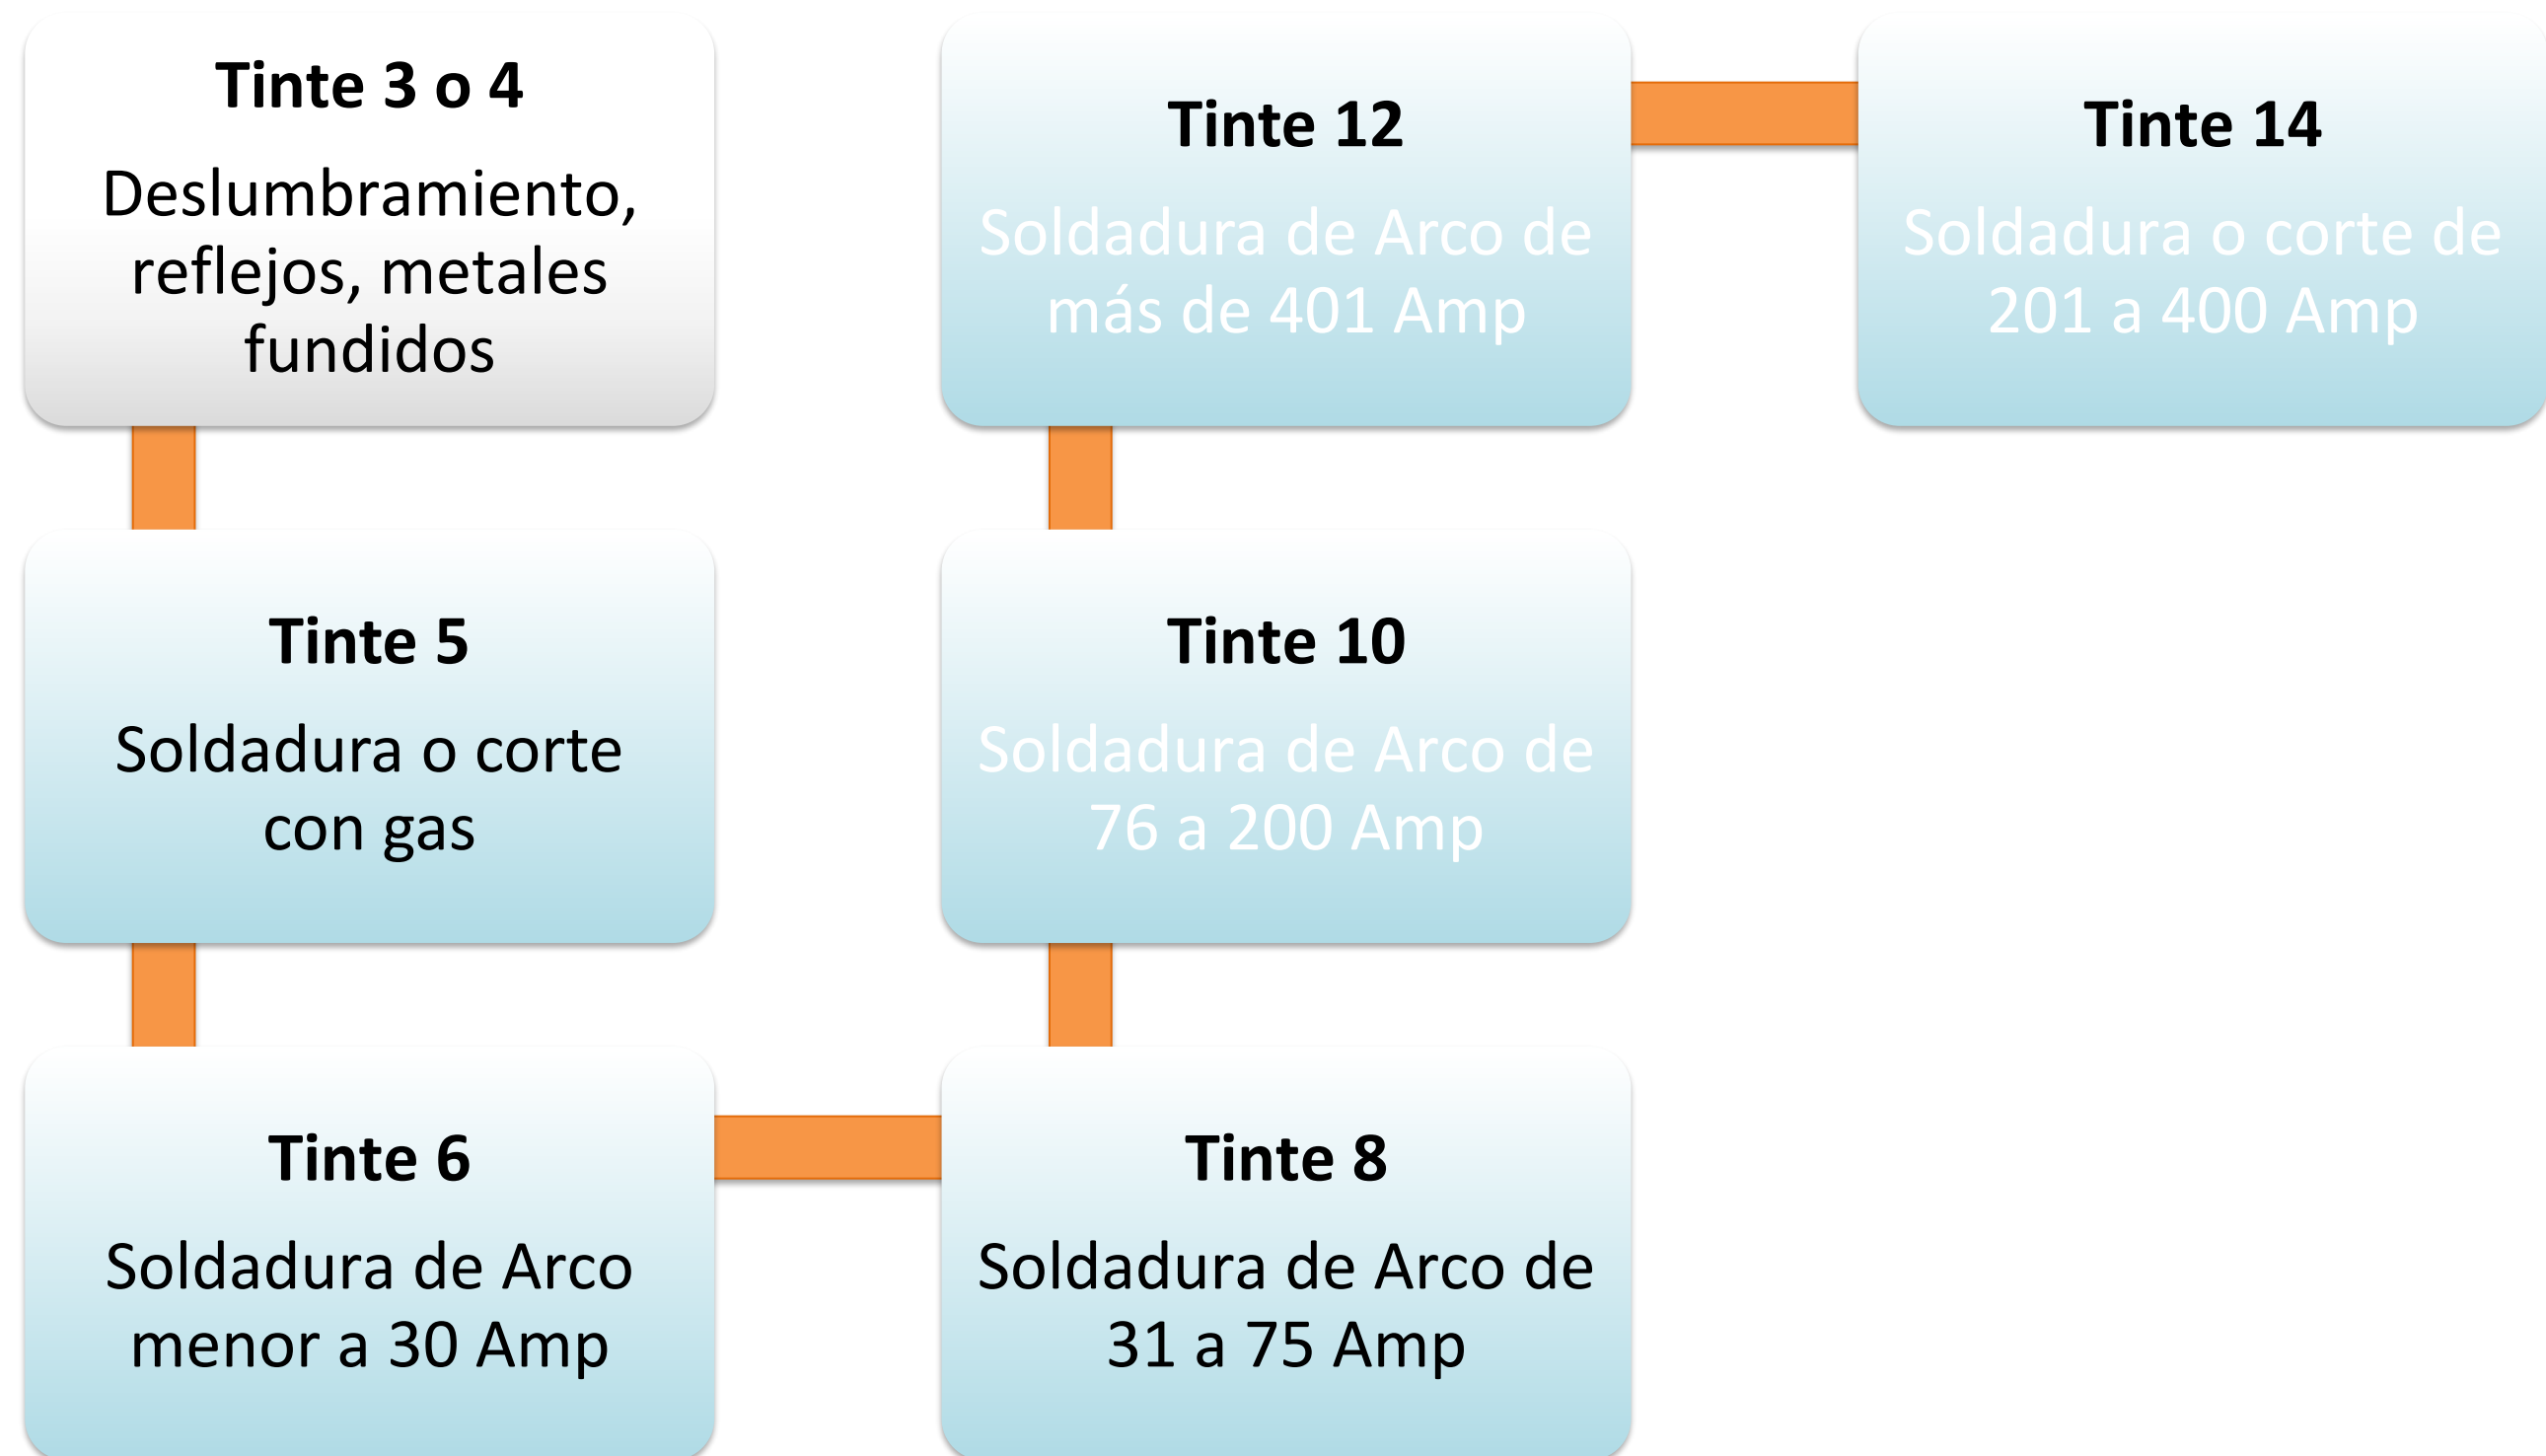 Tinte 3 o 4
Deslumbramiento,
reflejos, metales
fundidos
Tinte 5
Soldadura o corte
con gas
Tinte 6
Soldadura de Arco
menor a 30 Amp
Tinte 8
Soldadura de Arco de
31 a 75 Amp
Tinte 10
Soldadura de Arco de
76 a 200 Amp
Tinte 12
Soldadura de Arco de
más de 401 Amp
Tinte 14
Soldadura o corte de
201 a 400 Amp